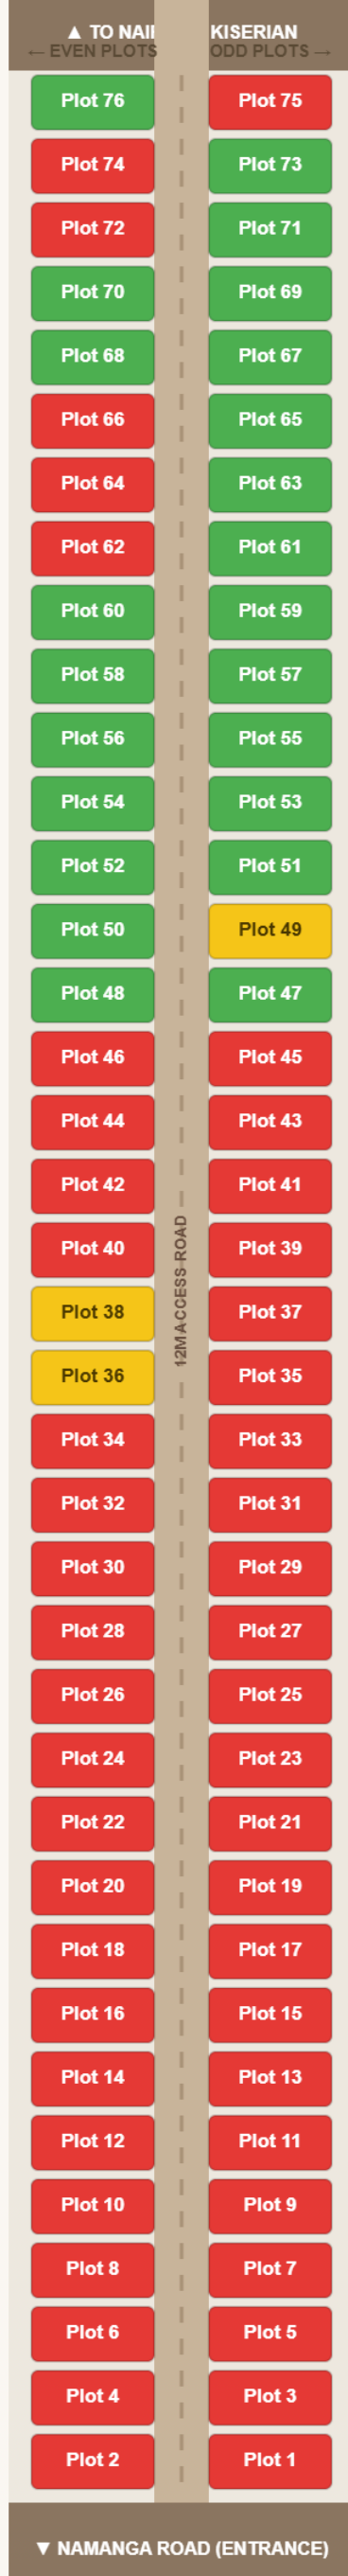 ▲ TO NAI KISERIAN
← EVEN PLOTS ODD PLOTS →
Plot 76 Plot 75
Plot 74 Plot 73
Plot 72 Plot 71
Plot 70 Plot 69
Plot 68 Plot 67
Plot 66 Plot 65
Plot 64 Plot 63
Plot 62 Plot 61
Plot 60 Plot 59
Plot 58 Plot 57
Plot 56 Plot 55
Plot 54 Plot 53
Plot 52 Plot 51
Plot 50 Plot 49
Plot 48 Plot 47
Plot 46 Plot 45
Plot 44 Plot 43
Plot 42 Plot 41
Plot 40 Plot 39
12M ACCESS ROAD
Plot 38 Plot 37
Plot 36 Plot 35
Plot 34 Plot 33
Plot 32 Plot 31
Plot 30 Plot 29
Plot 28 Plot 27
Plot 26 Plot 25
Plot 24 Plot 23
Plot 22 Plot 21
Plot 20 Plot 19
Plot 18 Plot 17
Plot 16 Plot 15
Plot 14 Plot 13
Plot 12 Plot 11
Plot 10 Plot 9
Plot 8 Plot 7
Plot 6 Plot 5
Plot 4 Plot 3
Plot 2 Plot 1
▼ NAMANGA ROAD (ENTRANCE)